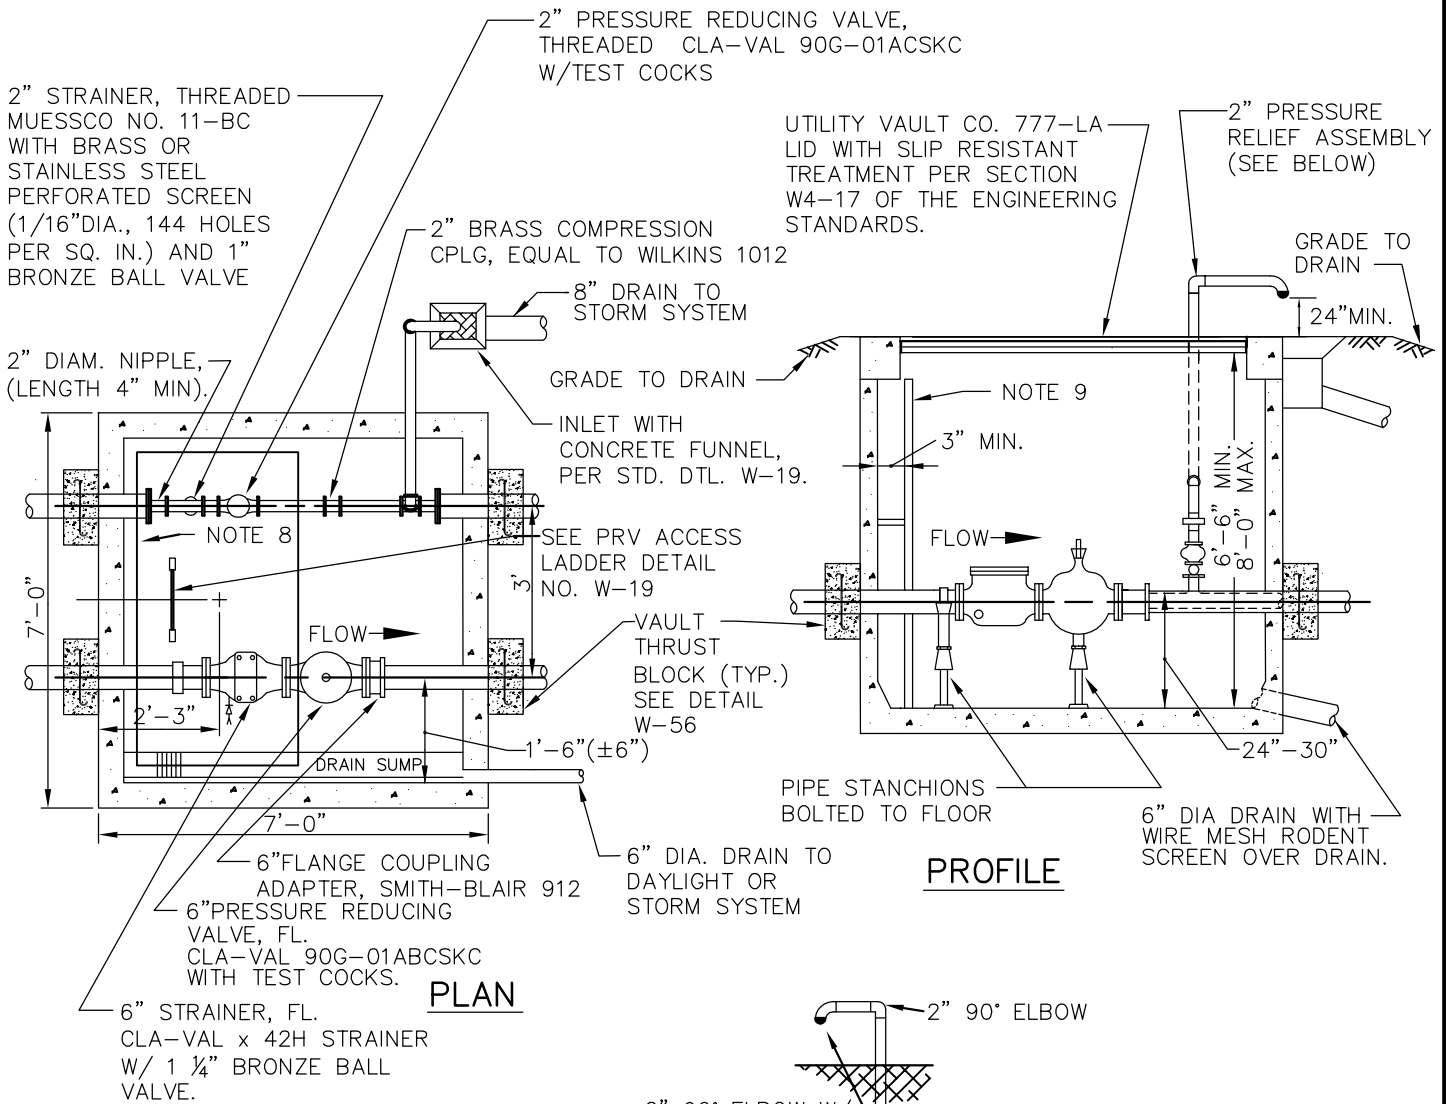 2” PRESSURE REDUCING VALVE,
THREADED CLA-VAL 90G-01ACSKC
W/TEST COCKS
2” STRAINER, THREADED
MUESSCO NO. 11-BC
WITH BRASS OR
STAINLESS STEEL
PERFORATED SCREEN
(1/16”DIA., 144 HOLES
PER SQ. IN.) AND 1”
BRONZE BALL VALVE
UTILITY VAULT CO. 777-LA
LID WITH SLIP RESISTANT
TREATMENT PER SECTION
W4-17 OF THE ENGINEERING
STANDARDS.
2” PRESSURE
RELIEF ASSEMBLY
(SEE BELOW)
2” BRASS COMPRESSION
CPLG, EQUAL TO WILKINS 1012
GRADE TO
DRAIN
8” DRAIN TO
STORM SYSTEM
24”MIN.
2” DIAM. NIPPLE,
(LENGTH 4” MIN).
GRADE TO DRAIN
NOTE 9
INLET WITH
CONCRETE FUNNEL,
PER STD. DTL. W-19.
3” MIN.
6'-6” MIN.
8'-0” MAX.
NOTE 8
SEE PRV ACCESS
LADDER DETAIL
NO. W-19
FLOW
3'
7'-0”
FLOW
VAULT
THRUST
BLOCK (TYP.)
SEE DETAIL
W-56
2'-3”
1'-6”(±6”)
24”-30”
DRAIN SUMP
PIPE STANCHIONS
BOLTED TO FLOOR
6” DIA DRAIN WITH
WIRE MESH RODENT
SCREEN OVER DRAIN.
7'-0”
6”FLANGE COUPLING
ADAPTER, SMITH-BLAIR 912
6” DIA. DRAIN TO
DAYLIGHT OR
STORM SYSTEM
PROFILE
6”PRESSURE REDUCING
VALVE, FL.
CLA-VAL 90G-01ABCSKC
WITH TEST COCKS.
PLAN
6” STRAINER, FL.
CLA-VAL x 42H STRAINER
W/ 1 ¼” BRONZE BALL
VALVE.
2” 90° ELBOW
90° ELBOW W/